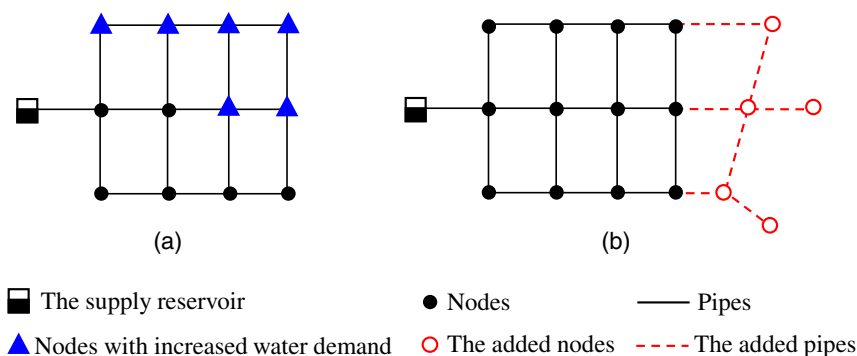 (a) (b)
The supply reservoir Nodes Pipes
Nodes with increased water demand The added nodes The added pipes